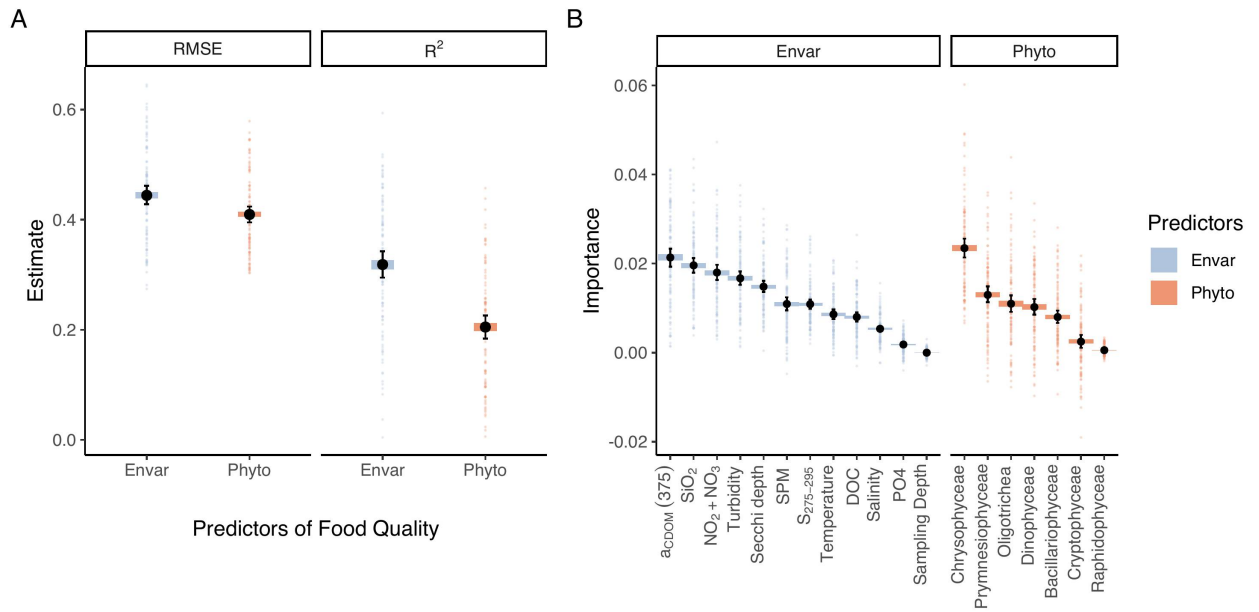 A
RMSE
R²
Estimate
0.6
0.4
0.2
0.0
Envar
Phyto
Envar
Phyto
Predictors of Food Quality
B
Envar
Phyto
Importance
0.06
0.04
0.02
0.00
-0.02
aCDOM (375)
SiO₂
NO₂ + NO₃
Turbidity
Secchi depth
SPM
S₂₇₅₋₂₉₅
Temperature
DOC
Salinity
PO4
Sampling Depth
Chrysophyceae
Prymnesiophyceae
Oligotrichea
Dinophyceae
Bacillariophyceae
Cryptophyceae
Raphidophyceae
Predictors
Envar
Phyto